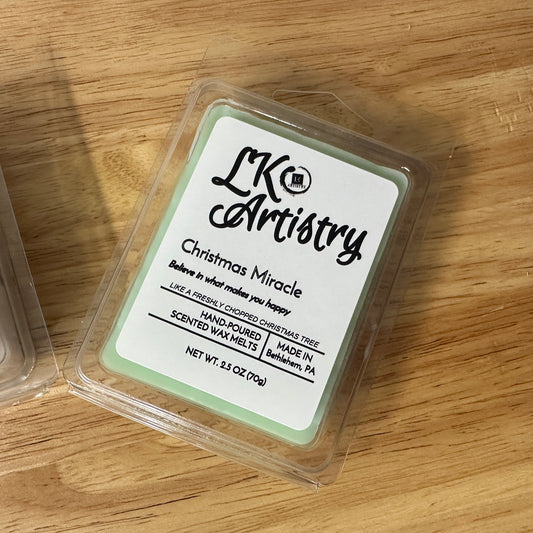 LK
Artistry
Christmas Miracle
Believe in what makes you happy
LIKE A FRESHLY CHOPPED CHRISTMAS TREE
HAND-POURED
SCENTED WAX MELTS
MADE IN
Bethlehem, PA
NET WT. 2.5 OZ (70g)